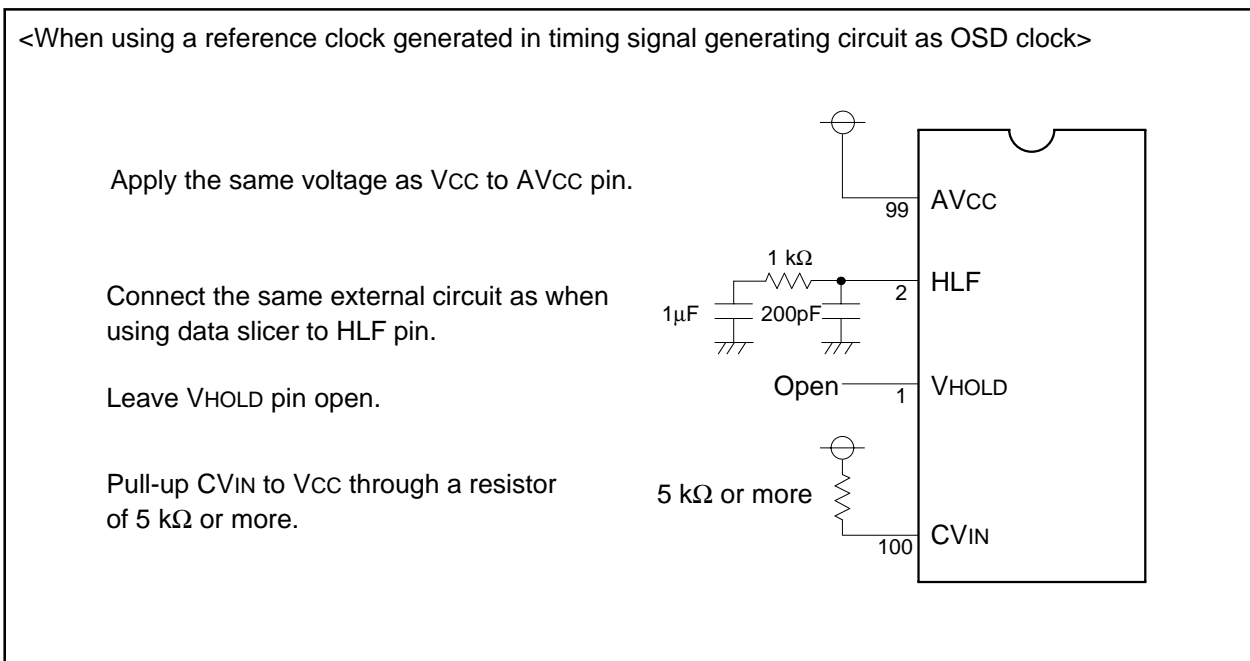 <When using a reference clock generated in timing signal generating circuit as OSD clock>
Apply the same voltage as VCC to AVCC pin.
99
AVCC
Connect the same external circuit as when
using data slicer to HLF pin.
1 kΩ
1μF
200pF
2
HLF
Leave VHOLD pin open.
Open
1
VHOLD
Pull-up CVIN to VCC through a resistor
of 5 kΩ or more.
5 kΩ or more
100
CVIN